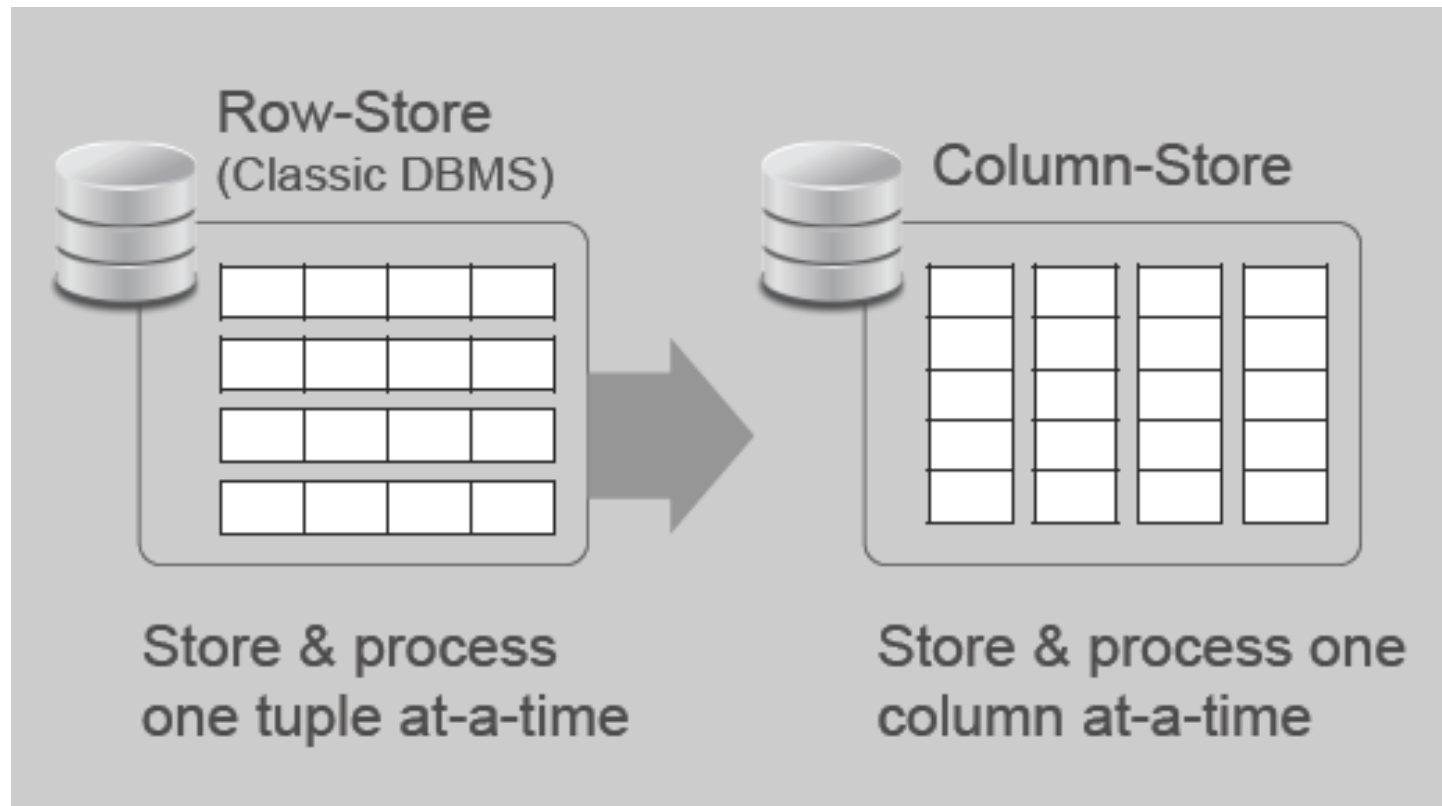 Row-Store
(Classic DBMS)
Column-Store
Store & process
one tuple at-a-time
Store & process one
column at-a-time